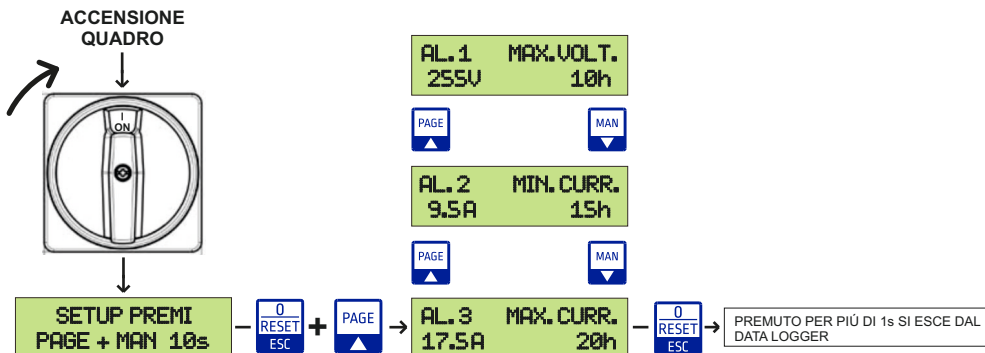 ACCENSIONE
QUADRO
I
ON
SETUP PREMI
PAGE + MAN 10s
0
RESET
ESC
+
PAGE
AL.1 MAX.VOLT.
255V 10h
PAGE
MAN
AL.2 MIN.CURR.
9.5A 15h
PAGE
MAN
AL.3 MAX.CURR.
17.5A 20h
0
RESET
ESC
PREMUTO PER PIÚ DI 1s SI ESCE DAL
DATA LOGGER